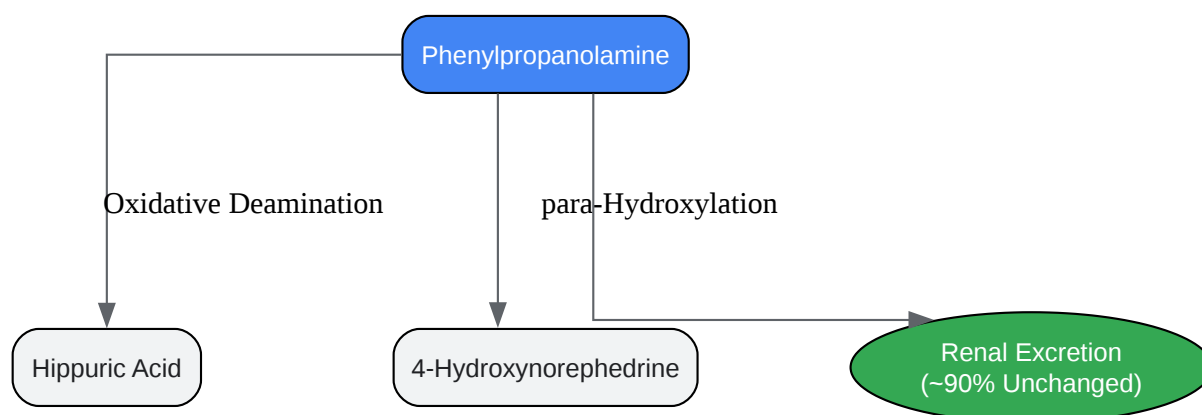 Phenylpropanolamine
Oxidative Deamination
para-Hydroxylation
Hippuric Acid
4-Hydroxynorephedrine
Renal Excretion
(~90% Unchanged)